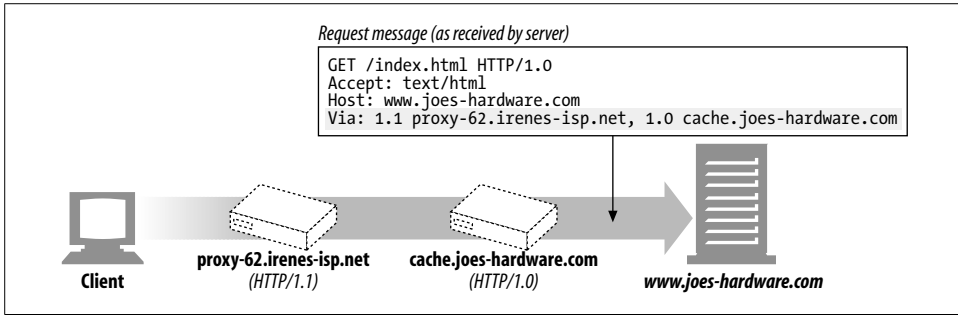 Request message (as received by server)
GET /index.html HTTP/1.0
Accept: text/html
Host: www.joes-hardware.com
Via: 1.1 proxy-62.irenes-isp.net, 1.0 cache.joes-hardware.com
Client
proxy-62.irenes-isp.net
(HTTP/1.1)
cache.joes-hardware.com
(HTTP/1.0)
www.joes-hardware.com